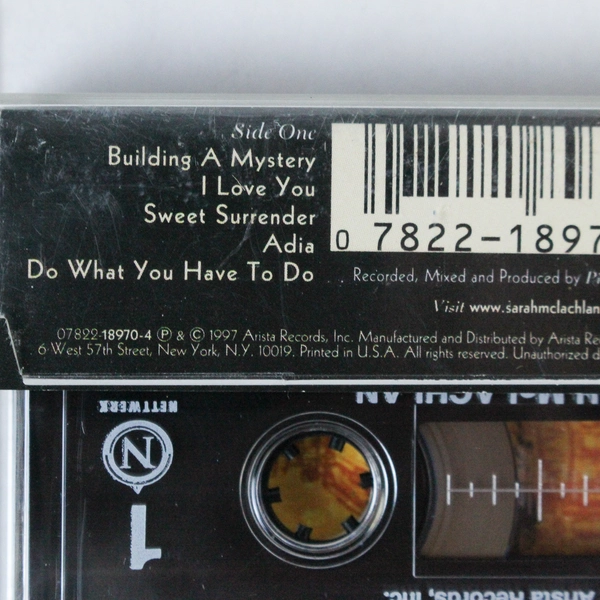 Side One
Building A Mystery
I Love You
Sweet Surrender
Adia
Do What You Have To Do
0 7822-1897
Recorded, Mixed and Produced by
Visit www.sarahmclachlan
07822-18970-4 Ⓟ & © 1997 Arista Records, Inc. Manufactured and Distributed by Arista Re
6 West 57th Street, New York, N.Y. 10019. Printed in U.S.A. All rights reserved. Unauthorized d
NETTWERK
N McLACHLAN
N
1
Arista Records, Inc.